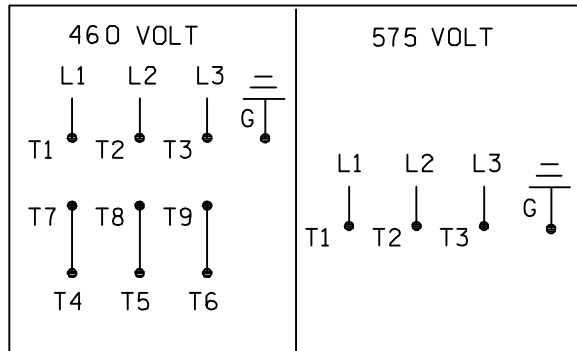 460 VOLT
L1 L2 L3
G
T1 T2 T3
T7 T8 T9
T4 T5 T6
575 VOLT
L1 L2 L3
G
T1 T2 T3